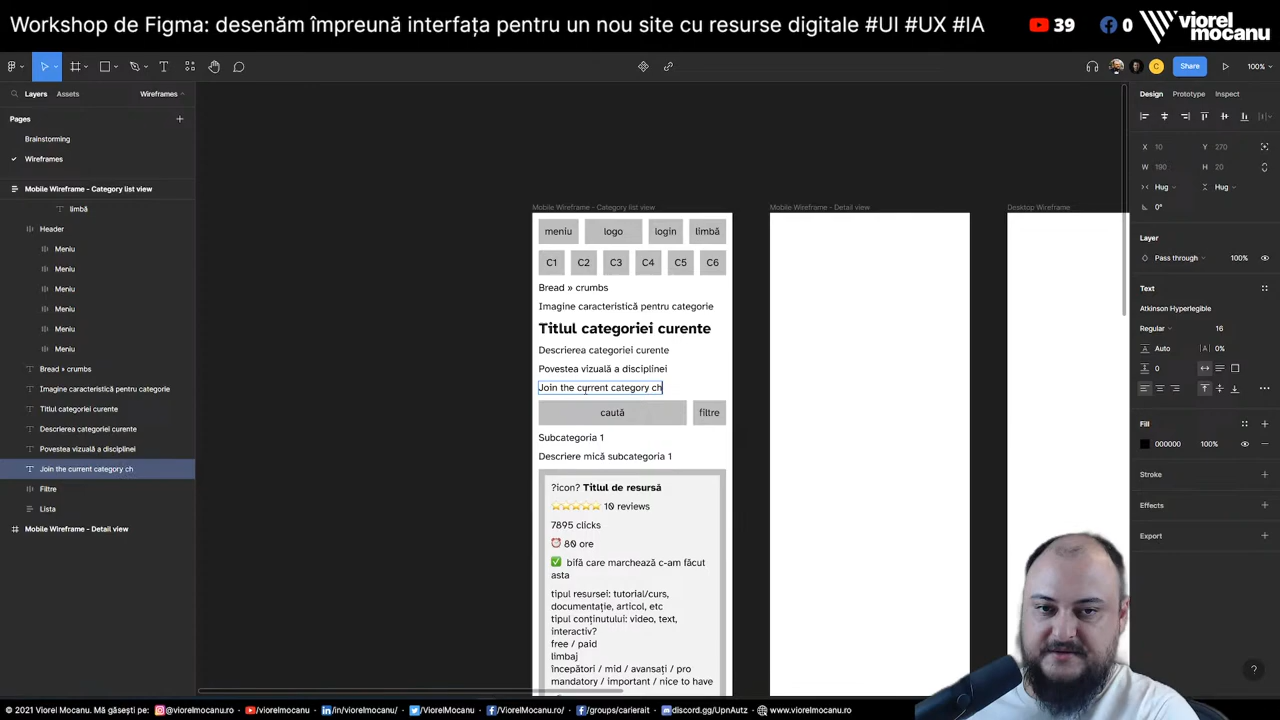 Workshop de Figma: desenăm împreună interfața pentru un nou site cu resurse digitale #UI #UX #IA
39
0
viorel mocanu
C
Share
100%
Layers
Assets
Wireframes
Pages
Brainstorming
Wireframes
Mobile Wireframe - Category list view
limbă
Header
Meniu
Meniu
Meniu
Meniu
Meniu
Meniu
Bread » crumbs
Imagine caracteristică pentru categorie
Titlul categoriei curente
Descrierea categoriei curente
Povestea vizuală a disciplinei
Join the current category ch
Filtre
Lista
Mobile Wireframe - Detail view
Mobile Wireframe - Category list view
meniu
logo
login
limbă
C1
C2
C3
C4
C5
C6
Bread » crumbs
Imagine caracteristică pentru categorie
Titlul categoriei curente
Descrierea categoriei curente
Povestea vizuală a disciplinei
Join the current category ch
caută
filtre
Subcategoria 1
Descriere mică subcategoria 1
?icon? Titlul de resursă
⭐⭐⭐⭐⭐ 10 reviews
7895 clicks
⏰ 80 ore
✅ bifă care marchează c-am făcut
asta
tipul resursei: tutorial/curs,
documentație, articol, etc
tipul conținutului: video, text,
interactiv?
free / paid
limbaj
începători / mid / avansați / pro
mandatory / important / nice to have
Mobile Wireframe - Detail view
Desktop Wireframe
Design
Prototype
Inspect
X 10
Y 270
W 190
H 20
Hug
Hug
0°
Layer
Pass through
100%
Text
Atkinson Hyperlegible
Regular
16
Auto
0%
0
Fill
000000
100%
Stroke
Effects
Export
?
© 2021 Viorel Mocanu. Mă găsești pe:
@viorelmocanu.ro
/viorelmocanu.ro
/in/viorelmocanu/
/ViorelMocanu
/ViorelMocanu.ro/
/groups/carierait
discord.gg/UpnAutz
www.viorelmocanu.ro